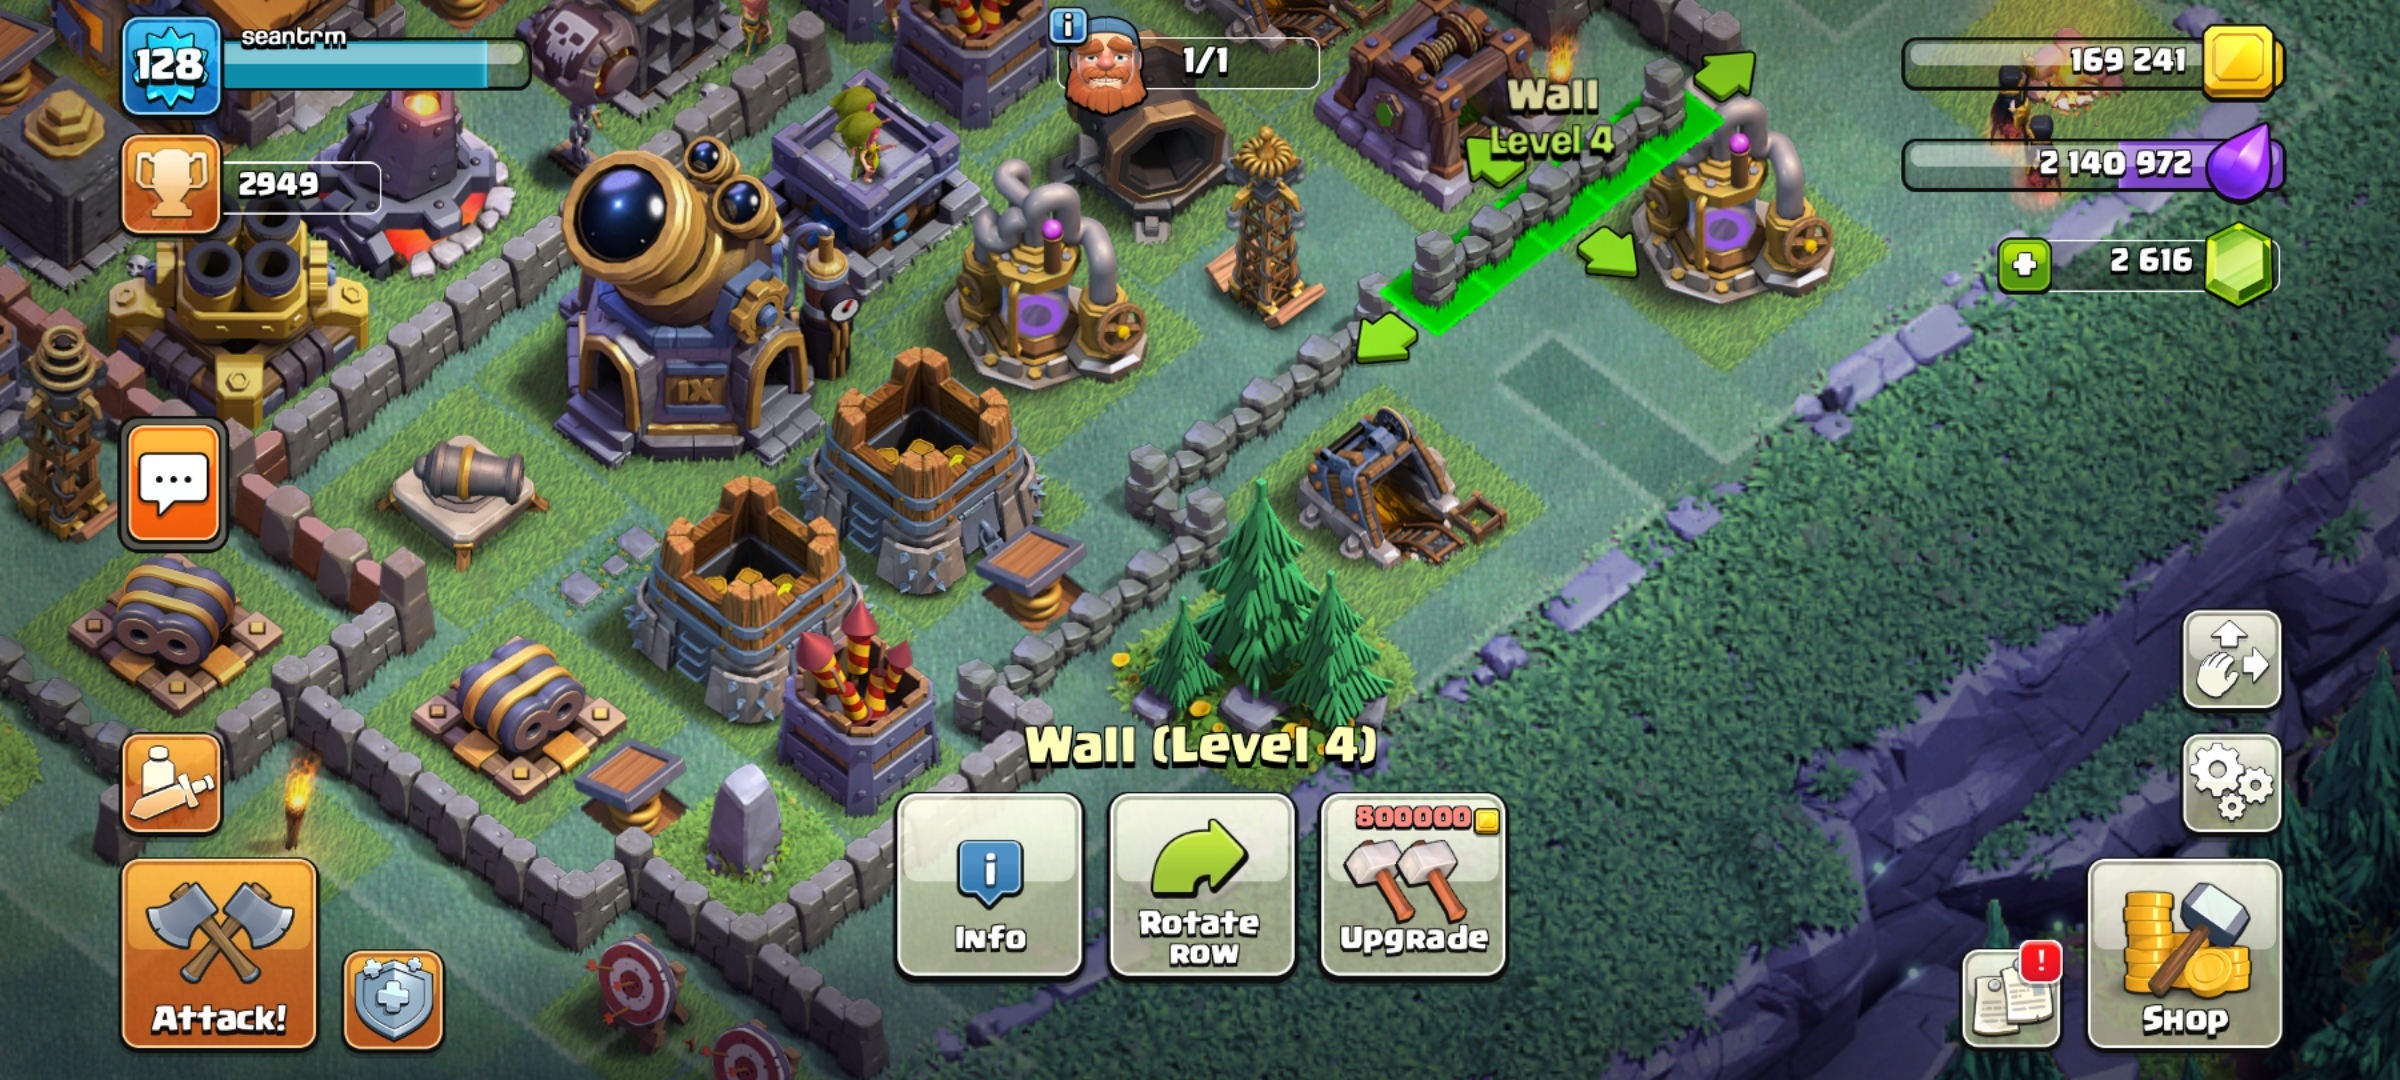 128
seantrm
1/1
169 241
Wall
Level 4
2949
2 140 972
2 616
IX
Wall (Level 4)
800000
Info
Rotate
row
Upgrade
Attack!
!
Shop